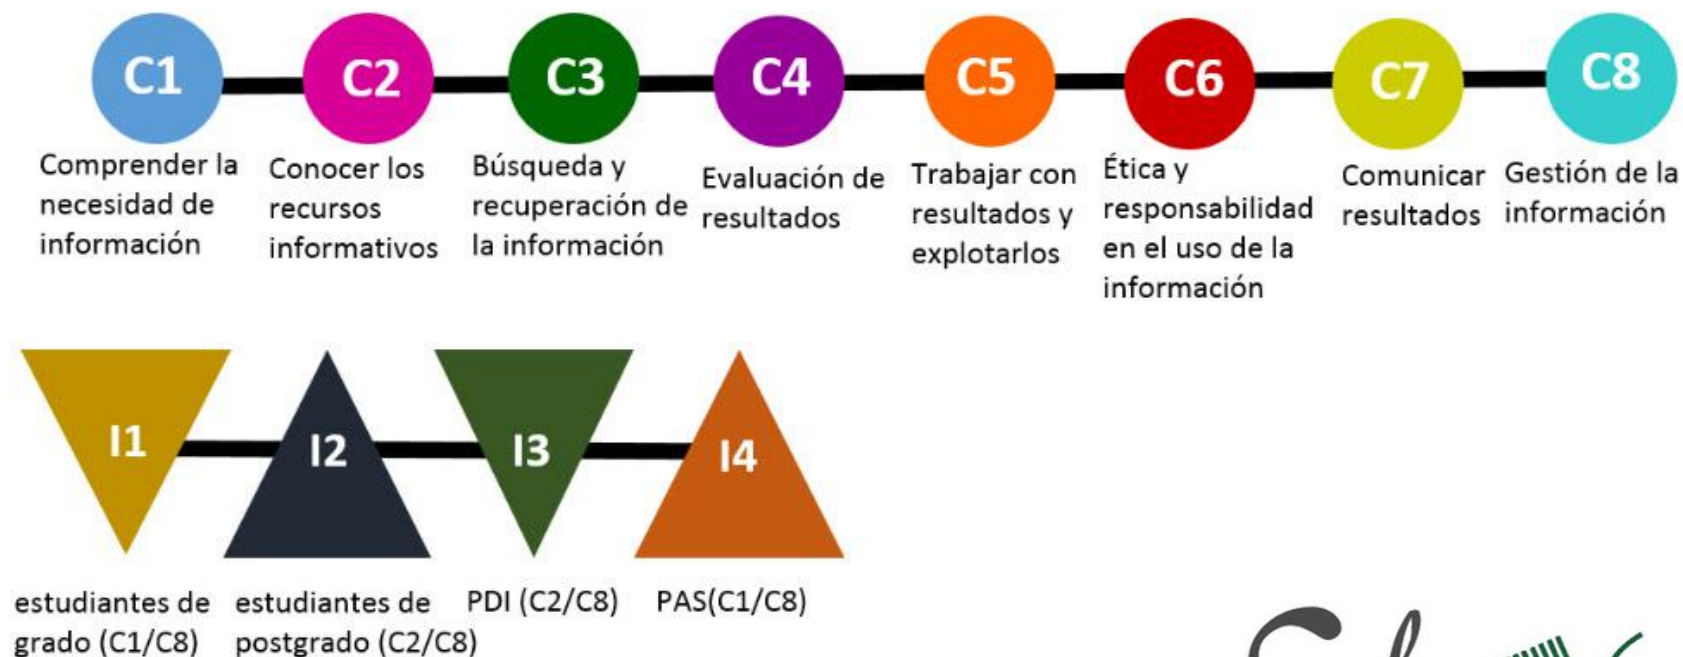 C1
C2
C3
C4
C5
C6
C7
C8
Comprender la
necesidad de
información
Conocer los
recursos
informativos
Búsqueda y
recuperación de
la información
Evaluación de
resultados
Trabajar con
resultados y
explotarlos
Ética y
responsabilidad
en el uso de la
información
Comunicar
resultados
Gestión de la
información
I1
I2
I3
I4
estudiantes de
grado (C1/C8)
estudiantes de
postgrado (C2/C8)
PDI (C2/C8)
PAS(C1/C8)